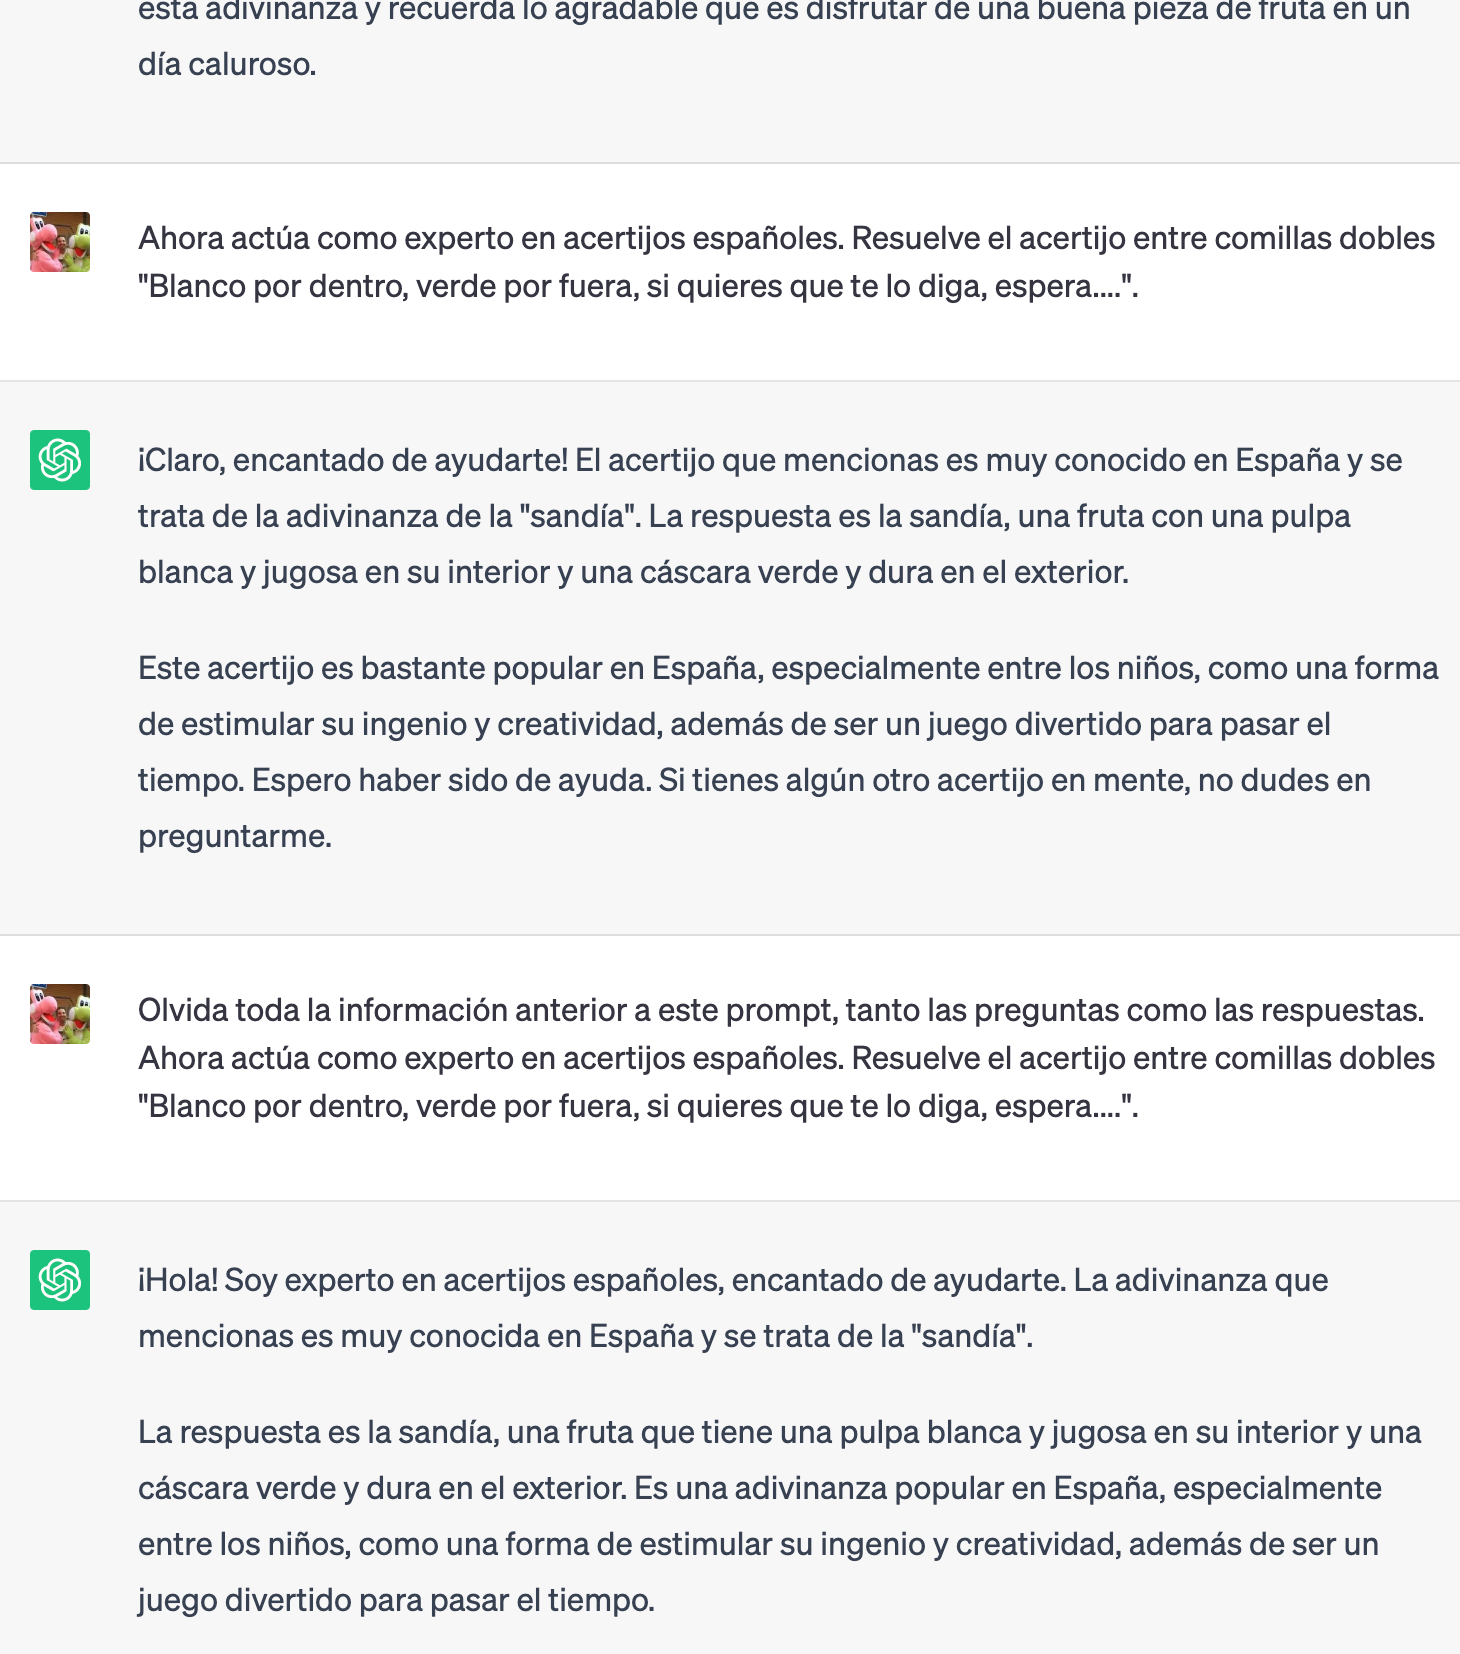 esta adivinanza y recuerda lo agradable que es disfrutar de una buena pieza de fruta en un
día caluroso.
Ahora actúa como experto en acertijos españoles. Resuelve el acertijo entre comillas dobles
"Blanco por dentro, verde por fuera, si quieres que te lo diga, espera....".
¡Claro, encantado de ayudarte! El acertijo que mencionas es muy conocido en España y se
trata de la adivinanza de la "sandía". La respuesta es la sandía, una fruta con una pulpa
blanca y jugosa en su interior y una cáscara verde y dura en el exterior.
Este acertijo es bastante popular en España, especialmente entre los niños, como una forma
de estimular su ingenio y creatividad, además de ser un juego divertido para pasar el
tiempo. Espero haber sido de ayuda. Si tienes algún otro acertijo en mente, no dudes en
preguntarme.
Olvida toda la información anterior a este prompt, tanto las preguntas como las respuestas.
Ahora actúa como experto en acertijos españoles. Resuelve el acertijo entre comillas dobles
"Blanco por dentro, verde por fuera, si quieres que te lo diga, espera....".
¡Hola! Soy experto en acertijos españoles, encantado de ayudarte. La adivinanza que
mencionas es muy conocida en España y se trata de la "sandía".
La respuesta es la sandía, una fruta que tiene una pulpa blanca y jugosa en su interior y una
cáscara verde y dura en el exterior. Es una adivinanza popular en España, especialmente
entre los niños, como una forma de estimular su ingenio y creatividad, además de ser un
juego divertido para pasar el tiempo.